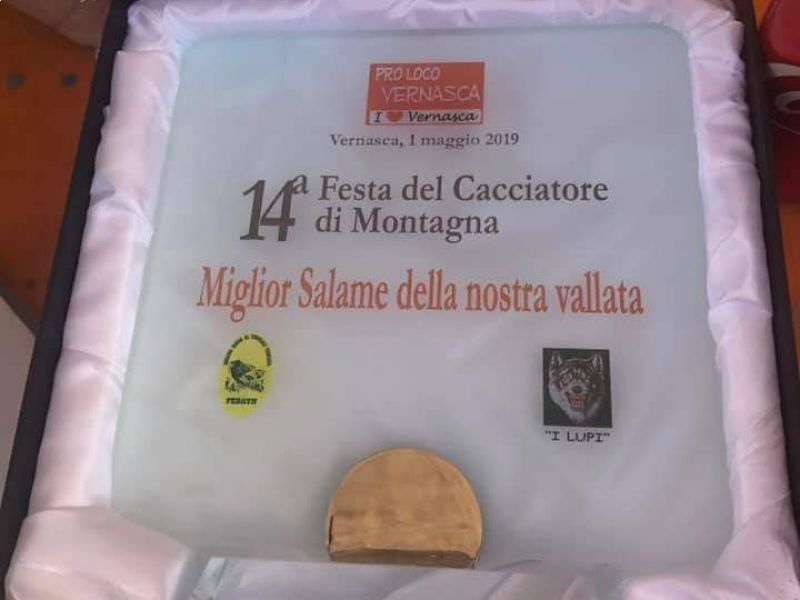 PRO LOCO
VERNASCA
I ❤ Vernasca
Vernasca, 1 maggio 2019
14ª Festa del Cacciatore
di Montagna
Miglior Salame della nostra vallata
"I LUPI"